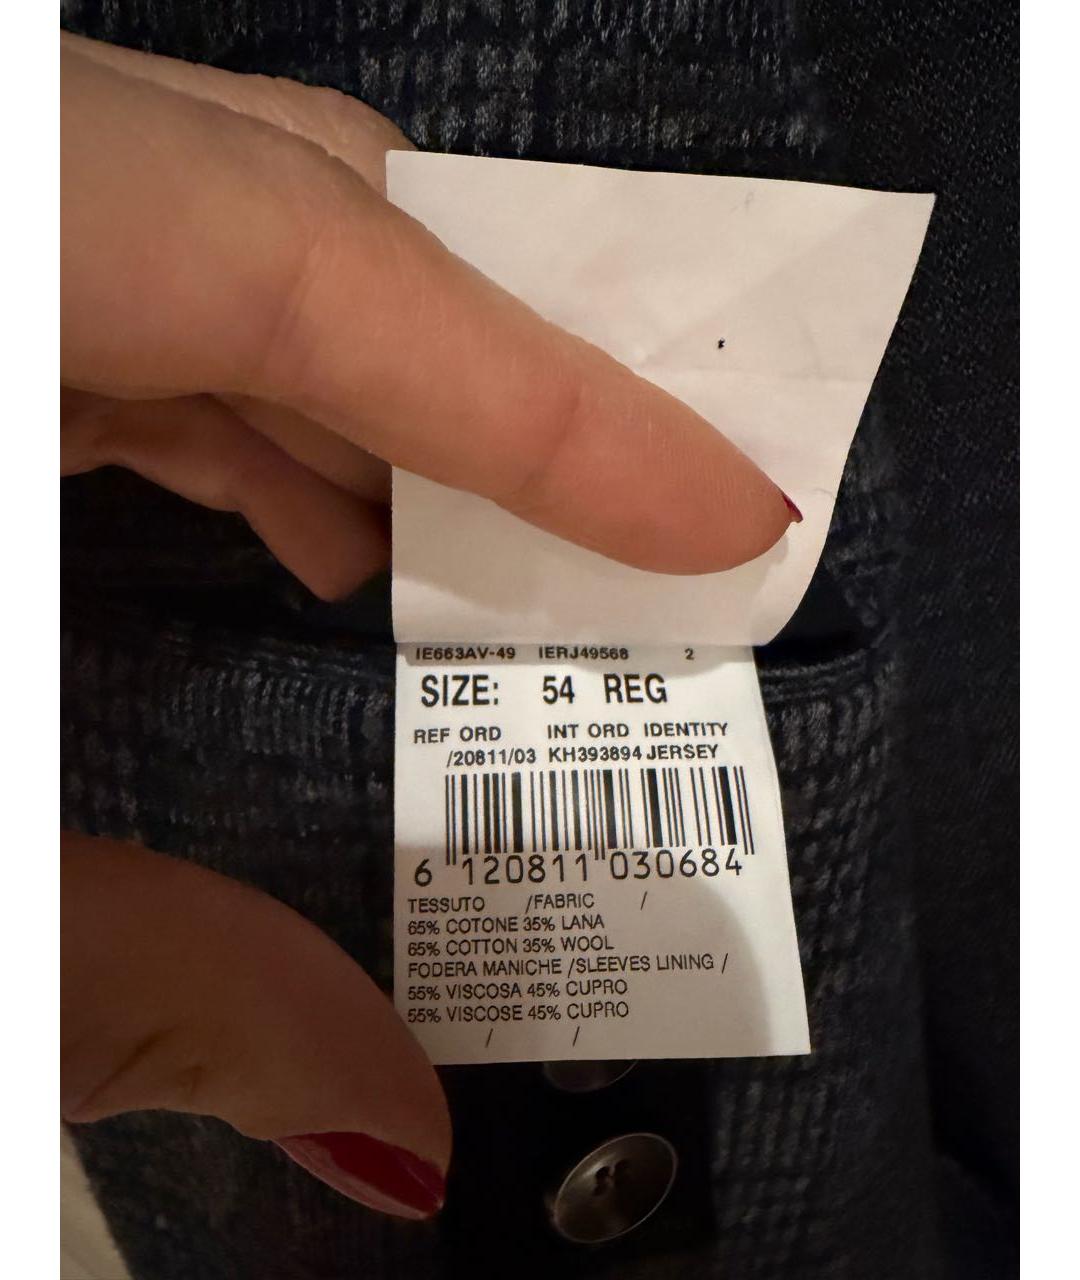 IE663AV-49 IERJ49568 2
SIZE: 54 REG
REF ORD INT ORD IDENTITY
/20811/03 KH393894 JERSEY
6 120811 030684
TESSUTO /FABRIC /
65% COTONE 35% LANA
65% COTTON 35% WOOL
FODERA MANICHE /SLEEVES LINING /
55% VISCOSA 45% CUPRO
55% VISCOSE 45% CUPRO
/ /